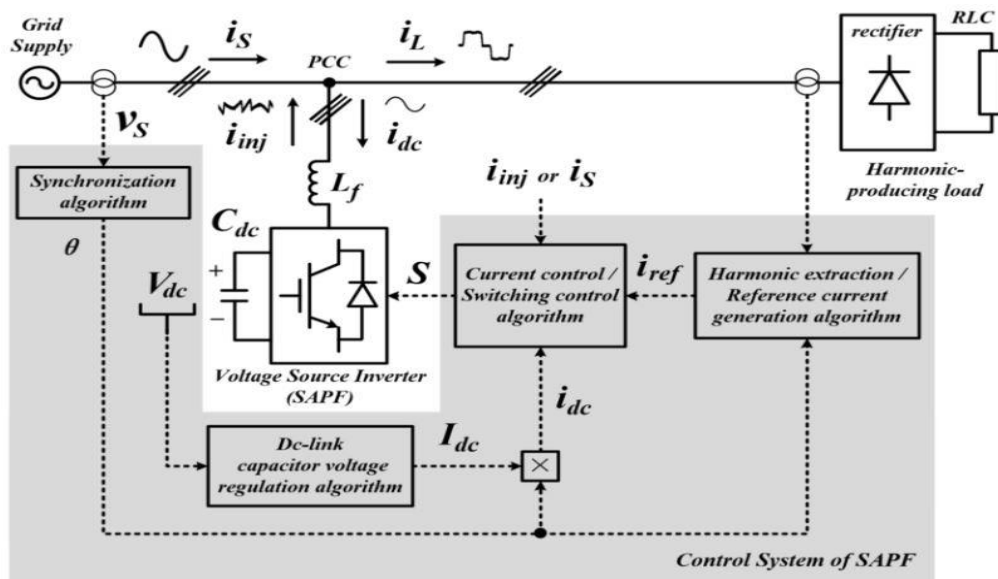 Grid
Supply
i_S
PCC
i_L
rectifier
RLC
v_S
i_inj
i_dc
L_f
Harmonic-
producing load
Synchronization
algorithm
θ
C_dc
+
−
V_dc
Voltage Source Inverter
(SAPF)
S
i_inj or i_S
Current control /
Switching control
algorithm
i_ref
Harmonic extraction /
Reference current
generation algorithm
i_dc
Dc-link
capacitor voltage
regulation algorithm
I_dc
×
Control System of SAPF